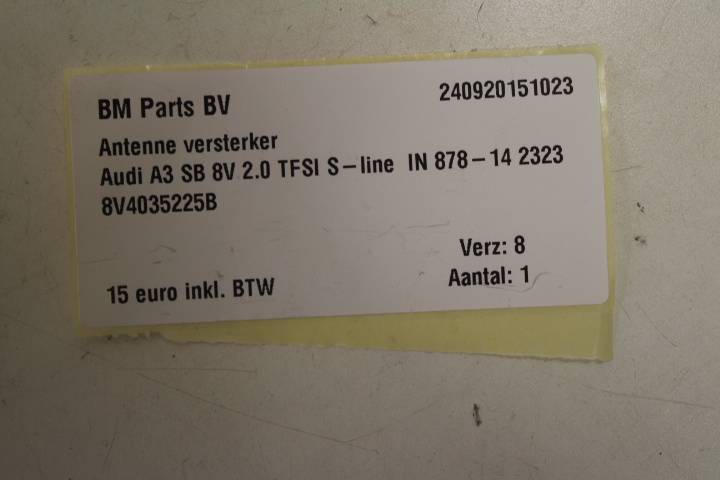 BM Parts BV 240920151023
Antenne versterker
Audi A3 SB 8V 2.0 TFSI S-line IN 878-14 2323
8V4035225B
Verz: 8
15 euro inkl. BTW Aantal: 1